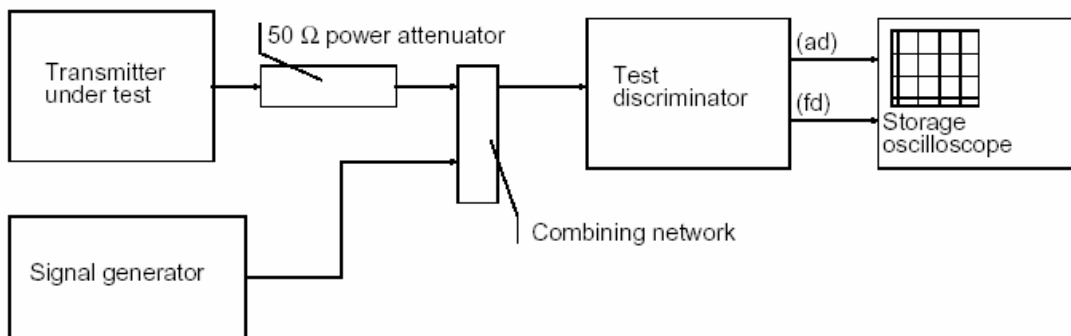 50 Ω power attenuator
Transmitter
under test
Test
discriminator
(ad)
(fd)
Storage
oscilloscope
Combining network
Signal generator